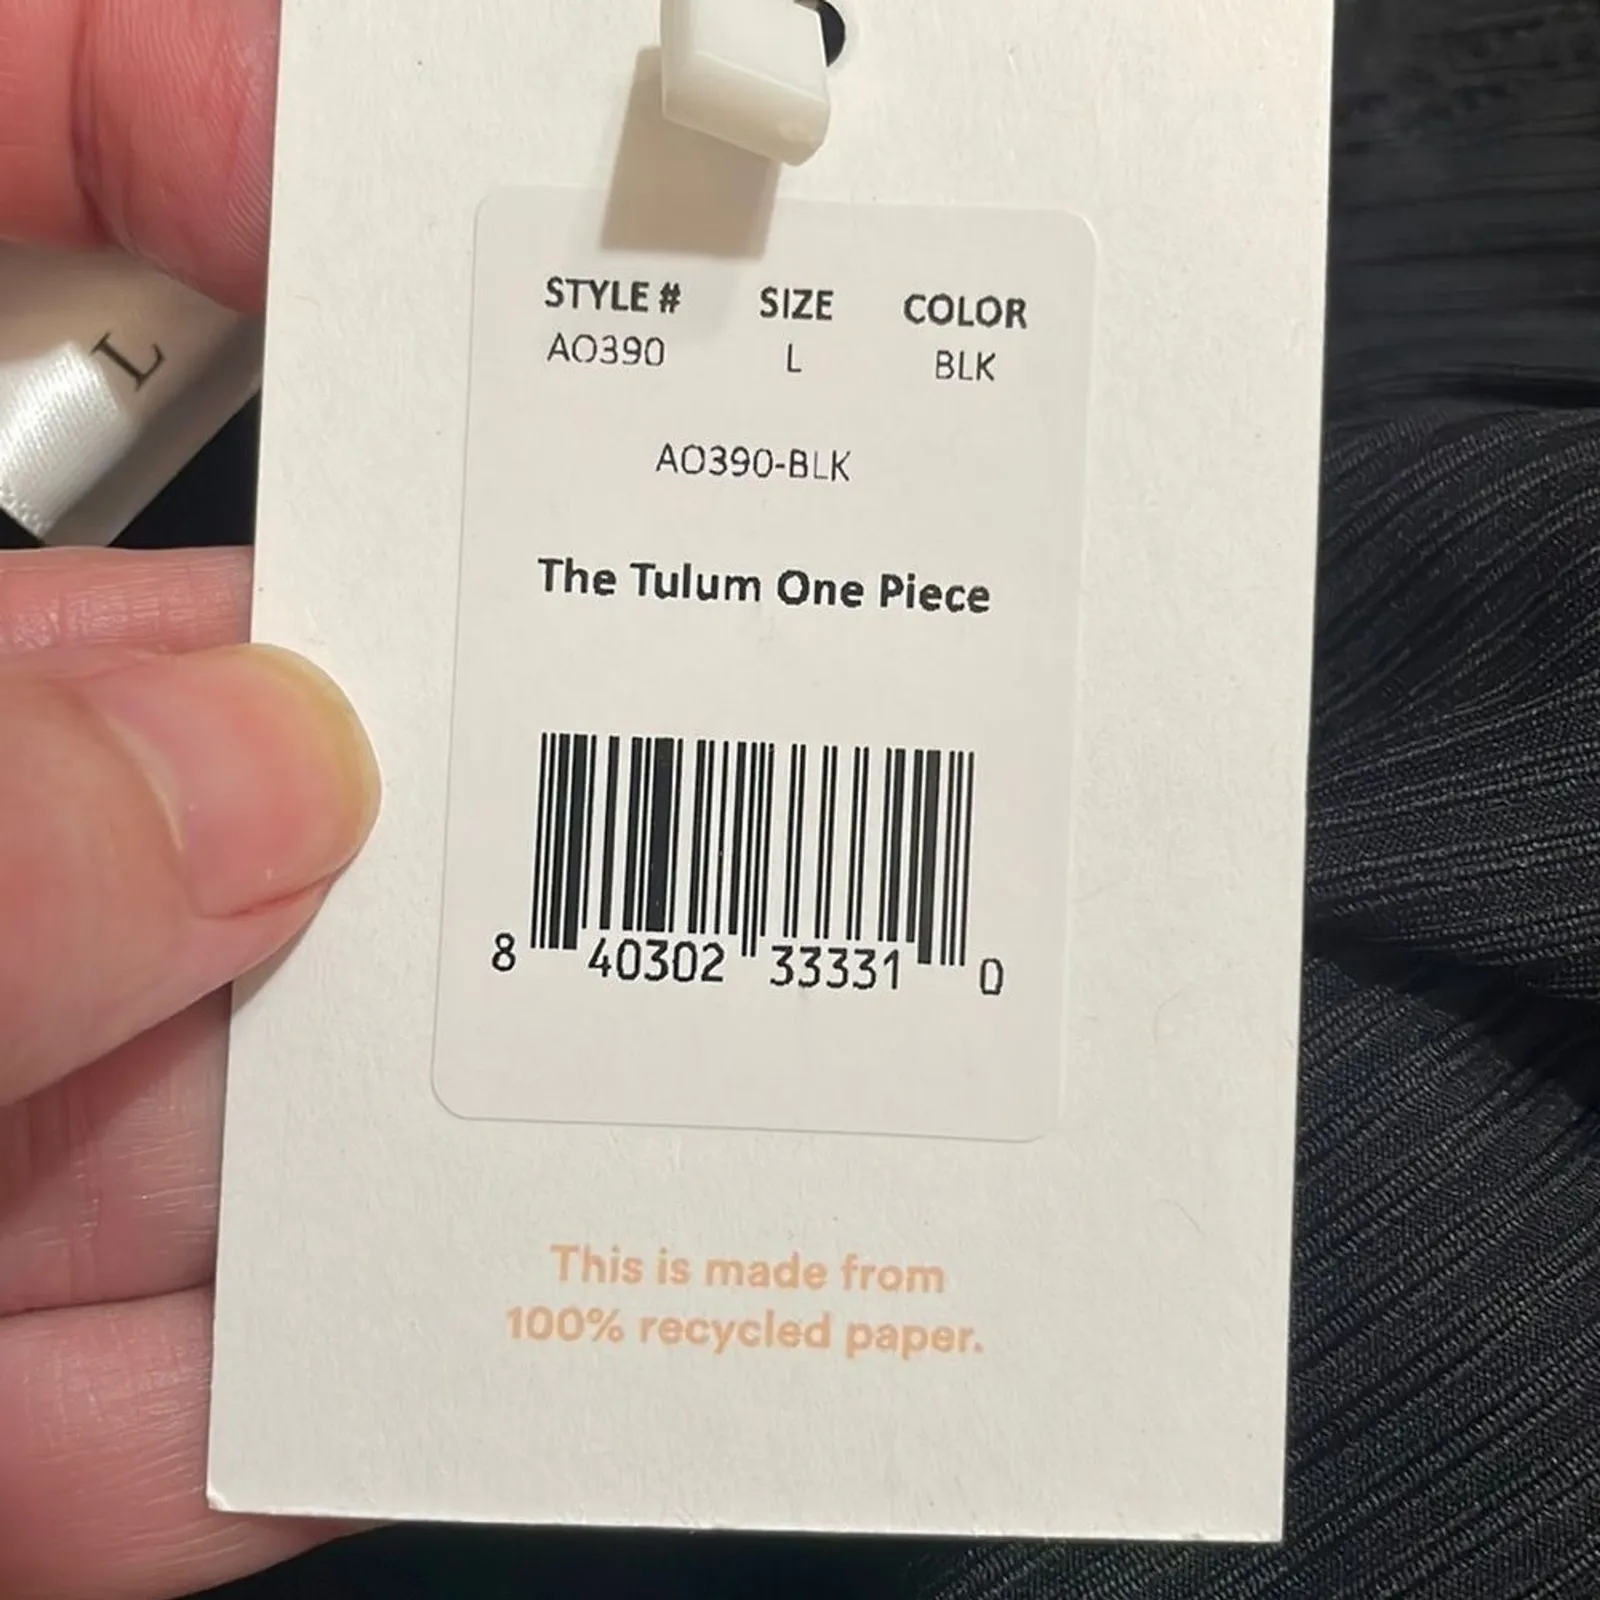 L
STYLE # SIZE COLOR
AO390 L BLK
AO390-BLK
The Tulum One Piece
8 40302 33331 0
This is made from
100% recycled paper.